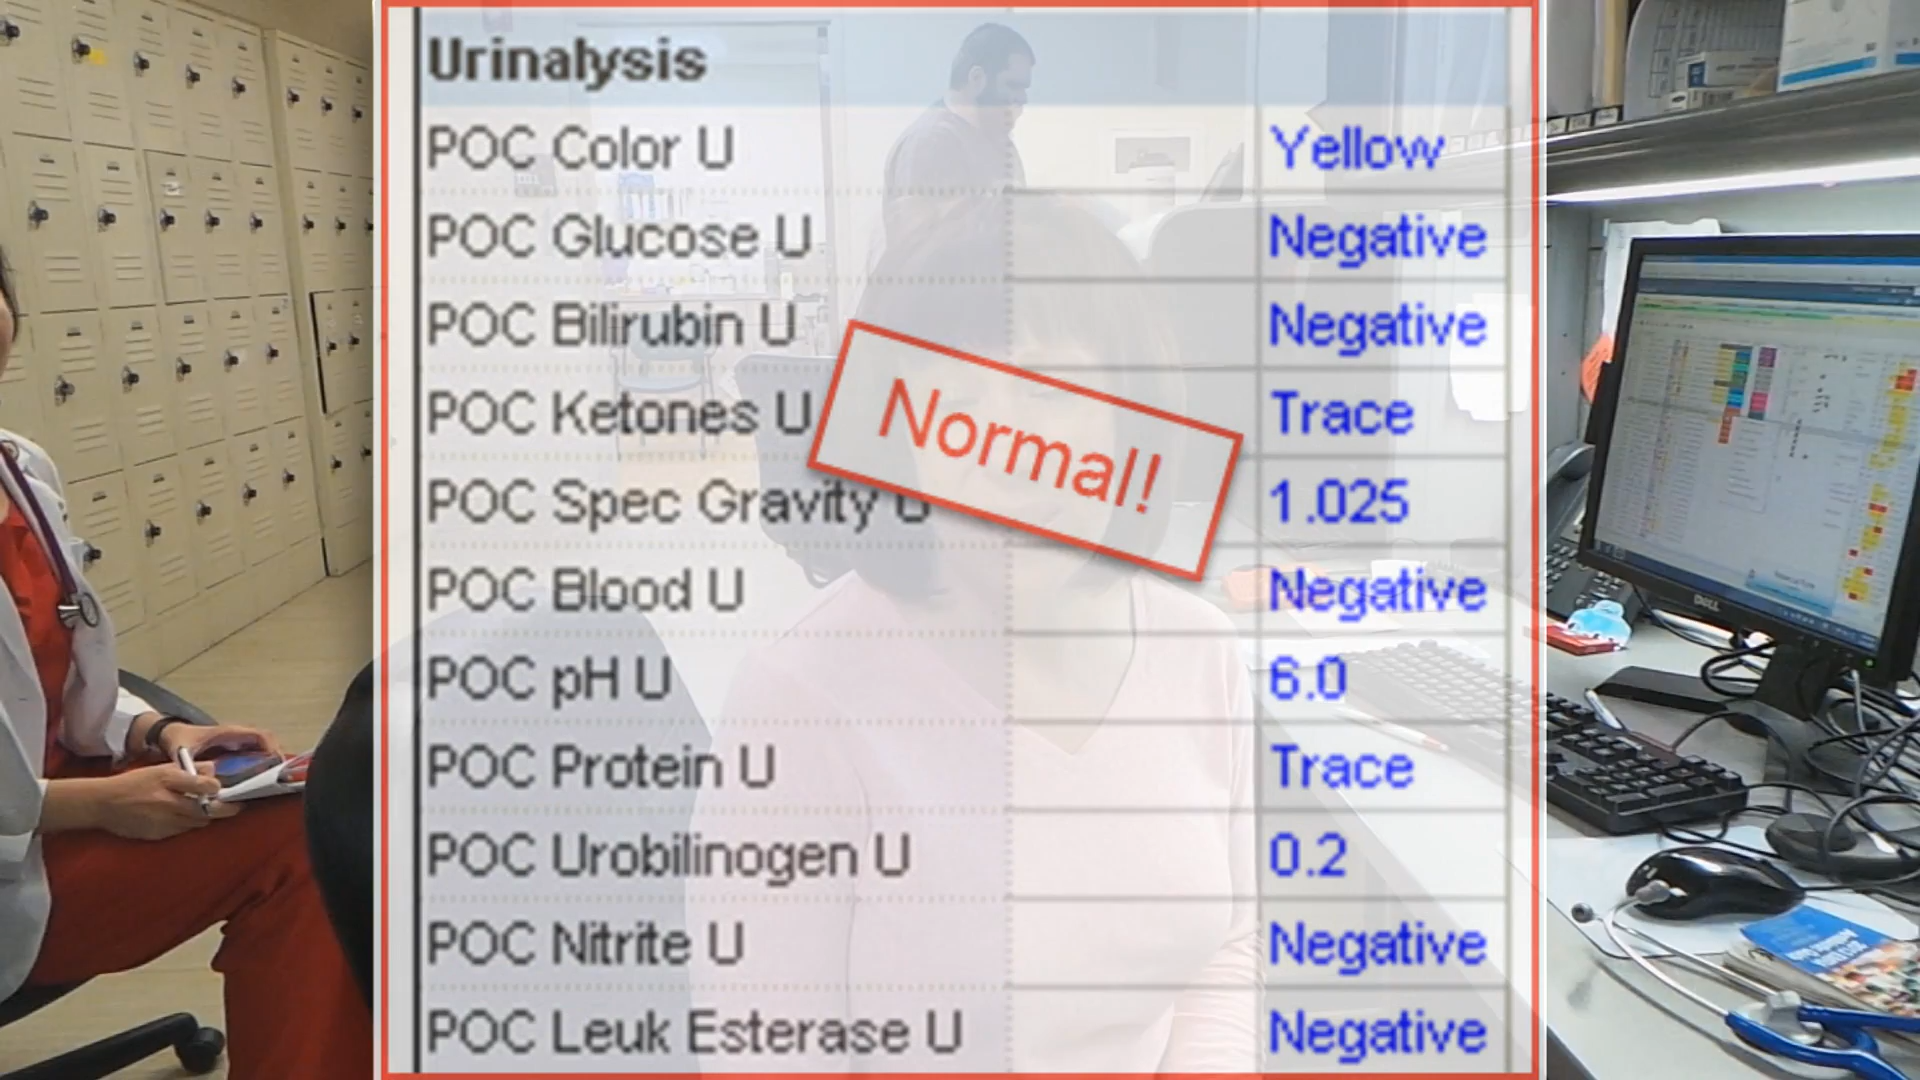 Urinalysis
POC Color U Yellow
POC Glucose U Negative
POC Bilirubin U Negative
POC Ketones U Trace
Normal!
POC Spec Gravity U 1.025
POC Blood U Negative
POC pH U 6.0
POC Protein U Trace
POC Urobilinogen U 0.2
POC Nitrite U Negative
POC Leuk Esterase U Negative
DELL